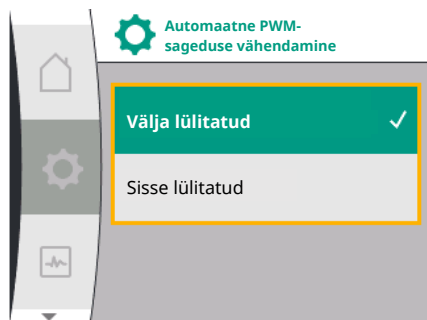 Automaatne PWM-
sageduse vähendamine
Välja lülitatud
Sisse lülitatud